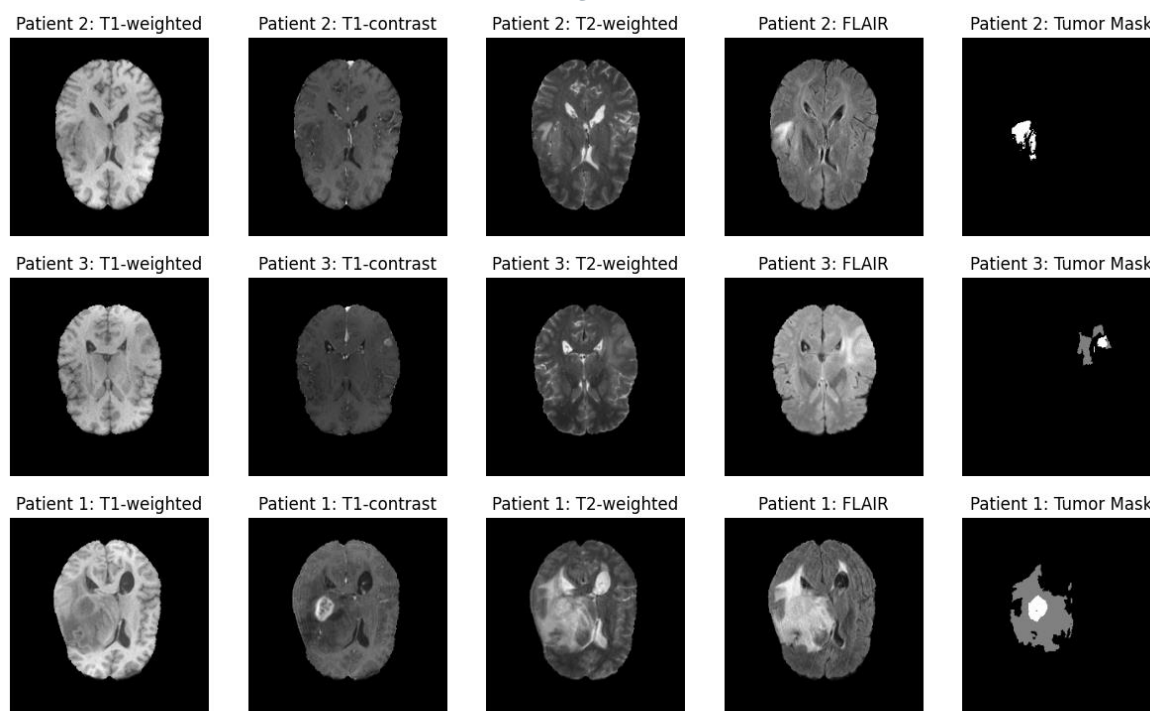 Patient 2: T1-weighted Patient 2: T1-contrast Patient 2: T2-weighted Patient 2: FLAIR Patient 2: Tumor Mask
Patient 3: T1-weighted Patient 3: T1-contrast Patient 3: T2-weighted Patient 3: FLAIR Patient 3: Tumor Mask
Patient 1: T1-weighted Patient 1: T1-contrast Patient 1: T2-weighted Patient 1: FLAIR Patient 1: Tumor Mask